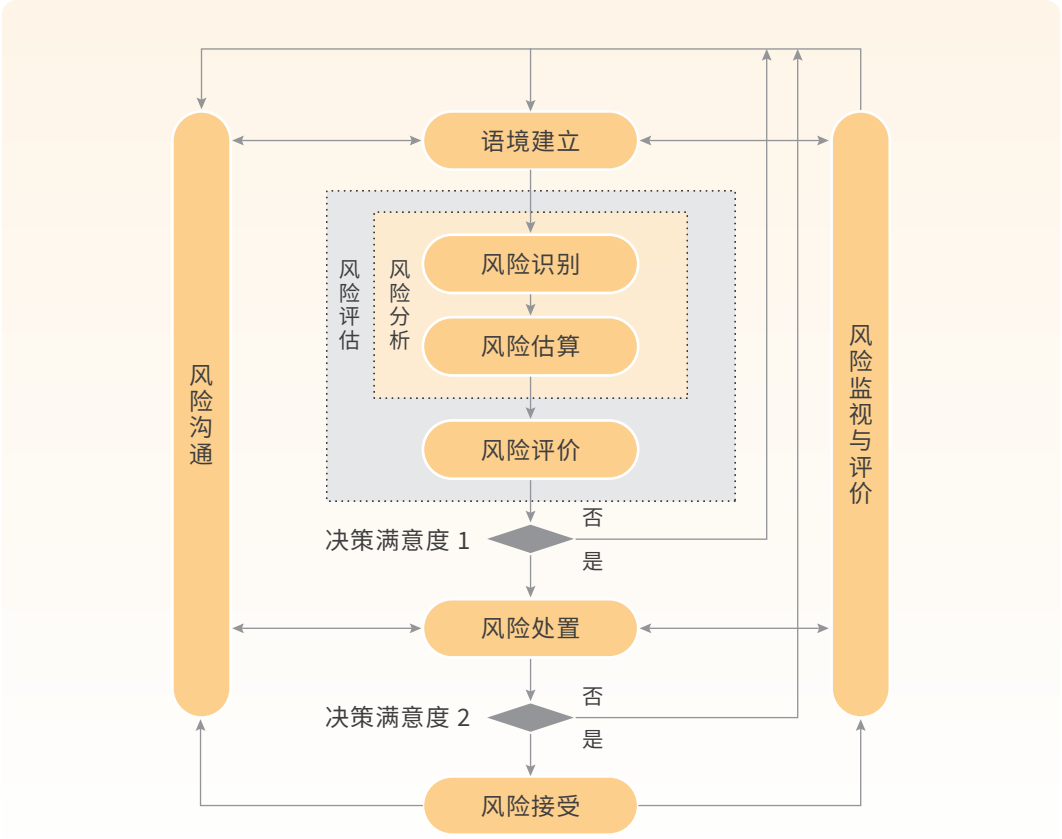 语境建立
风险评估
风险分析
风险识别
风险估算
风险评价
风险沟通
风险监视与评价
决策满意度 1
否
是
风险处置
决策满意度 2
否
是
风险接受